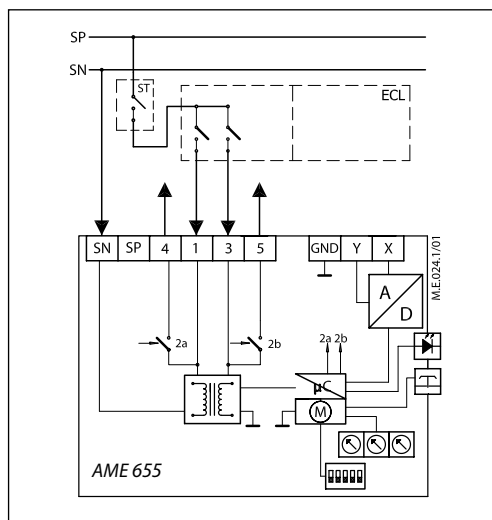 SP
SN
ST
ECL
SN SP 4 1 3 5 GND Y X
M.E.024.1/01
A
D
2a 2b 2a 2b
µC
M
AME 655